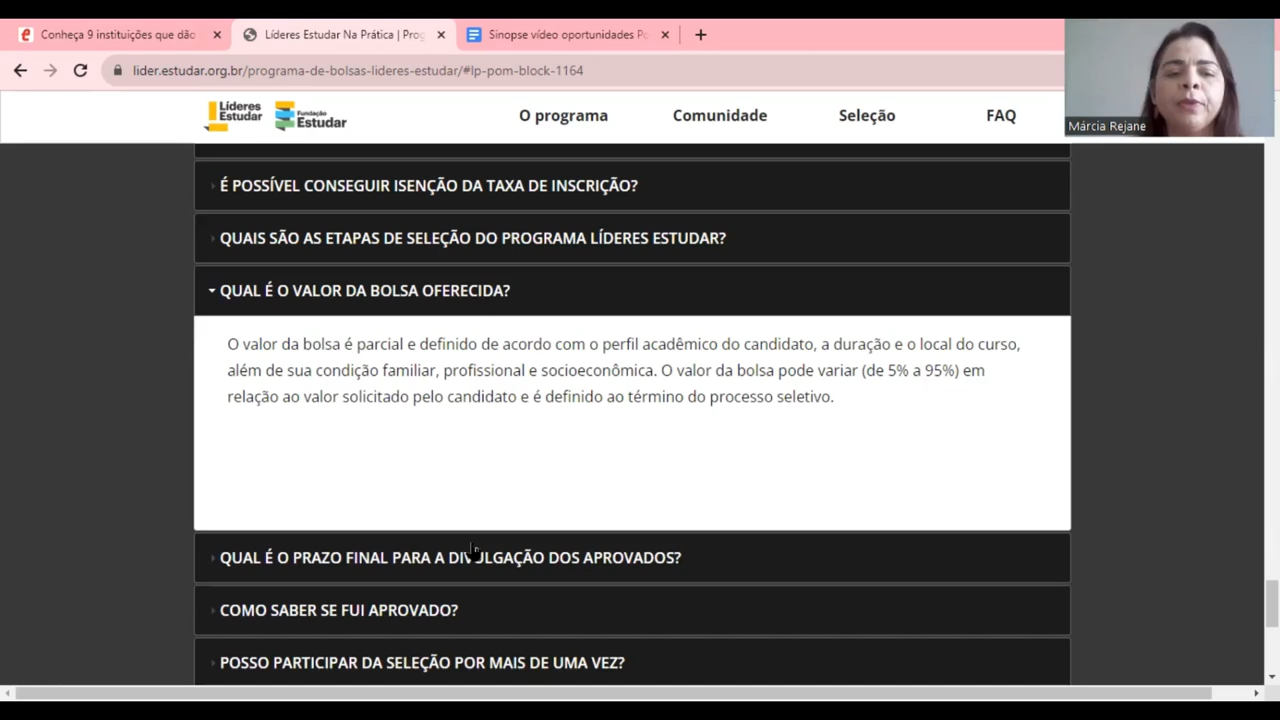 Conheça 9 instituições que dão
Líderes Estudar Na Prática | Prog
Sinopse vídeo oportunidades Po
lider.estudar.org.br/programa-de-bolsas-lideres-estudar/#lp-pom-block-1164
Líderes
Estudar
Fundação
Estudar
O programa
Comunidade
Seleção
FAQ
Márcia Rejane
É POSSÍVEL CONSEGUIR ISENÇÃO DA TAXA DE INSCRIÇÃO?
QUAIS SÃO AS ETAPAS DE SELEÇÃO DO PROGRAMA LÍDERES ESTUDAR?
QUAL É O VALOR DA BOLSA OFERECIDA?
O valor da bolsa é parcial e definido de acordo com o perfil acadêmico do candidato, a duração e o local do curso,
além de sua condição familiar, profissional e socioeconômica. O valor da bolsa pode variar (de 5% a 95%) em
relação ao valor solicitado pelo candidato e é definido ao término do processo seletivo.
QUAL É O PRAZO FINAL PARA A DIVULGAÇÃO DOS APROVADOS?
COMO SABER SE FUI APROVADO?
POSSO PARTICIPAR DA SELEÇÃO POR MAIS DE UMA VEZ?